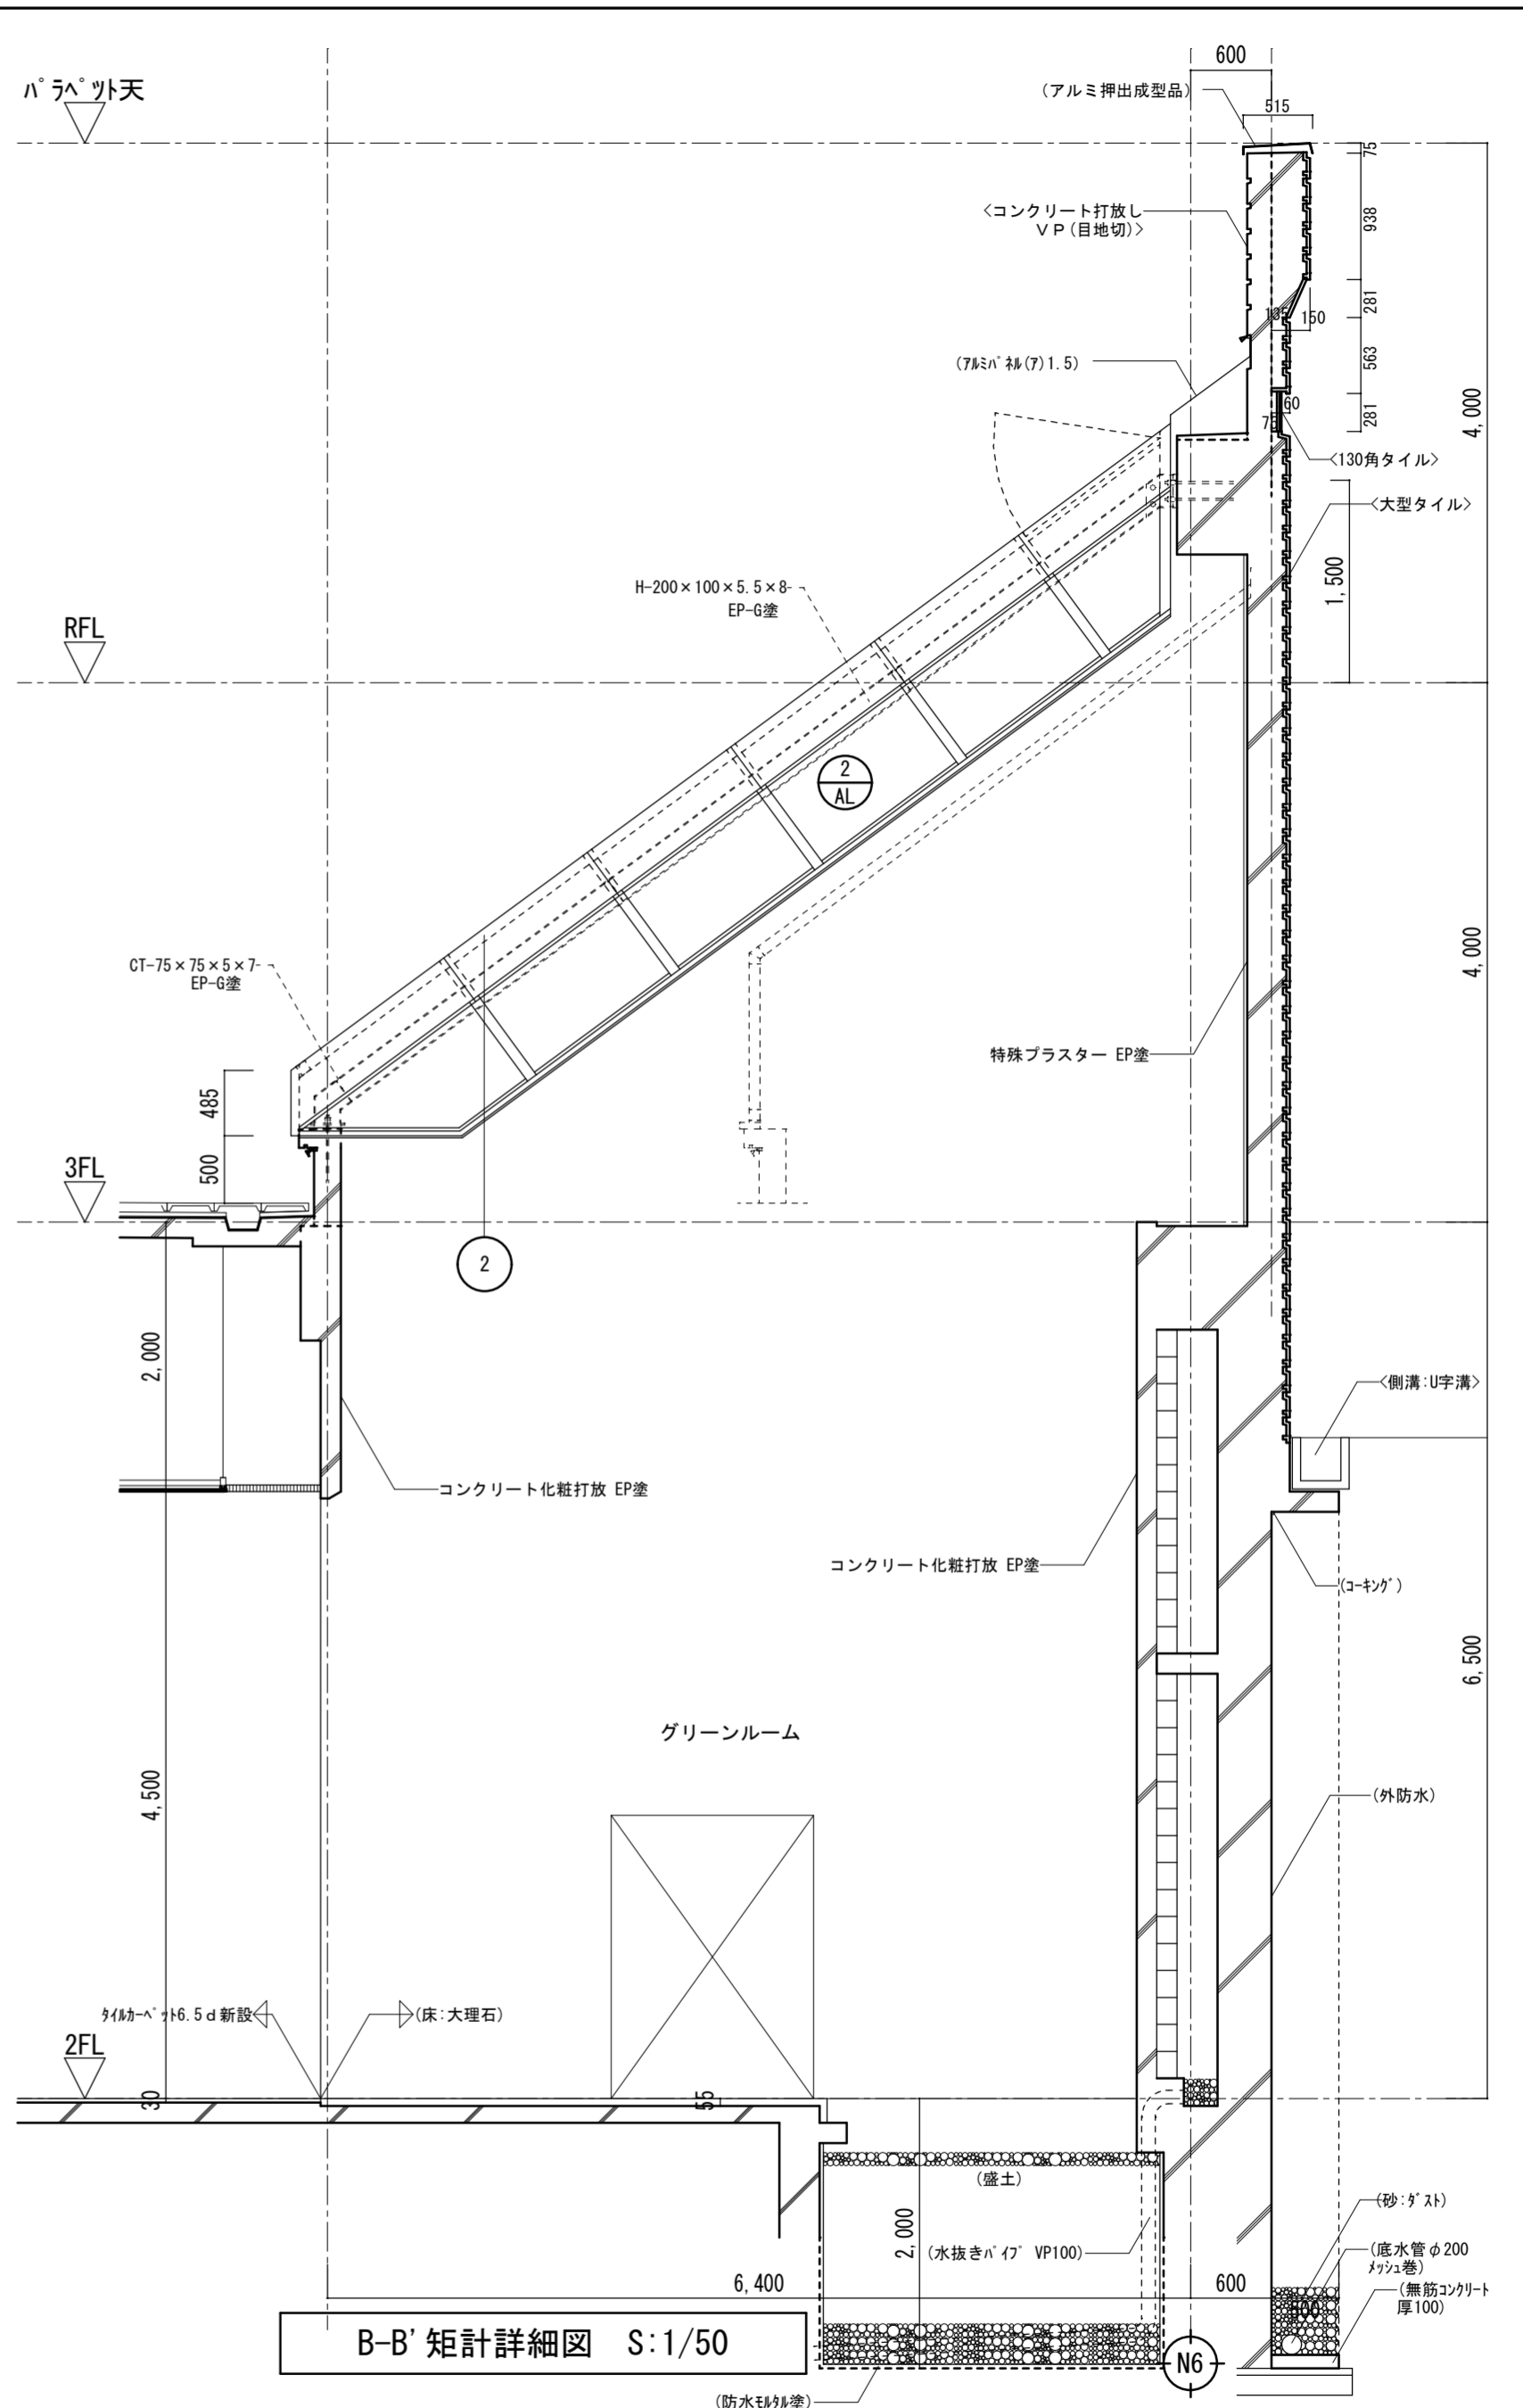 600
パラペット天
(アルミ押出成型品)
515
75
<コンクリート打放し
VP(目地切)>
938
281
135
150
(アルミパネル(ア)1.5)
563
60
281
75
4,000
<130角タイル>
<大型タイル>
H-200×100×5.5×8
EP-G塗
1,500
RFL
2
AL
CT-75×75×5×7
EP-G塗
4,000
特殊プラスター EP塗
485
500
3FL
2
2,000
<側溝:U字溝>
コンクリート化粧打放 EP塗
コンクリート化粧打放 EP塗
(コーキング)
6,500
グリーンルーム
4,500
(外防水)
タイルカーペット6.5d新設
(床:大理石)
2FL
30
55
(盛土)
(砂:ダスト)
2,000
(水抜きパイプ VP100)
(底水管φ200
メッシュ巻)
6,400
600
(無筋コンクリート
厚100)
500
B-B' 矩計詳細図 S:1/50
N6
(防水モルタル塗)